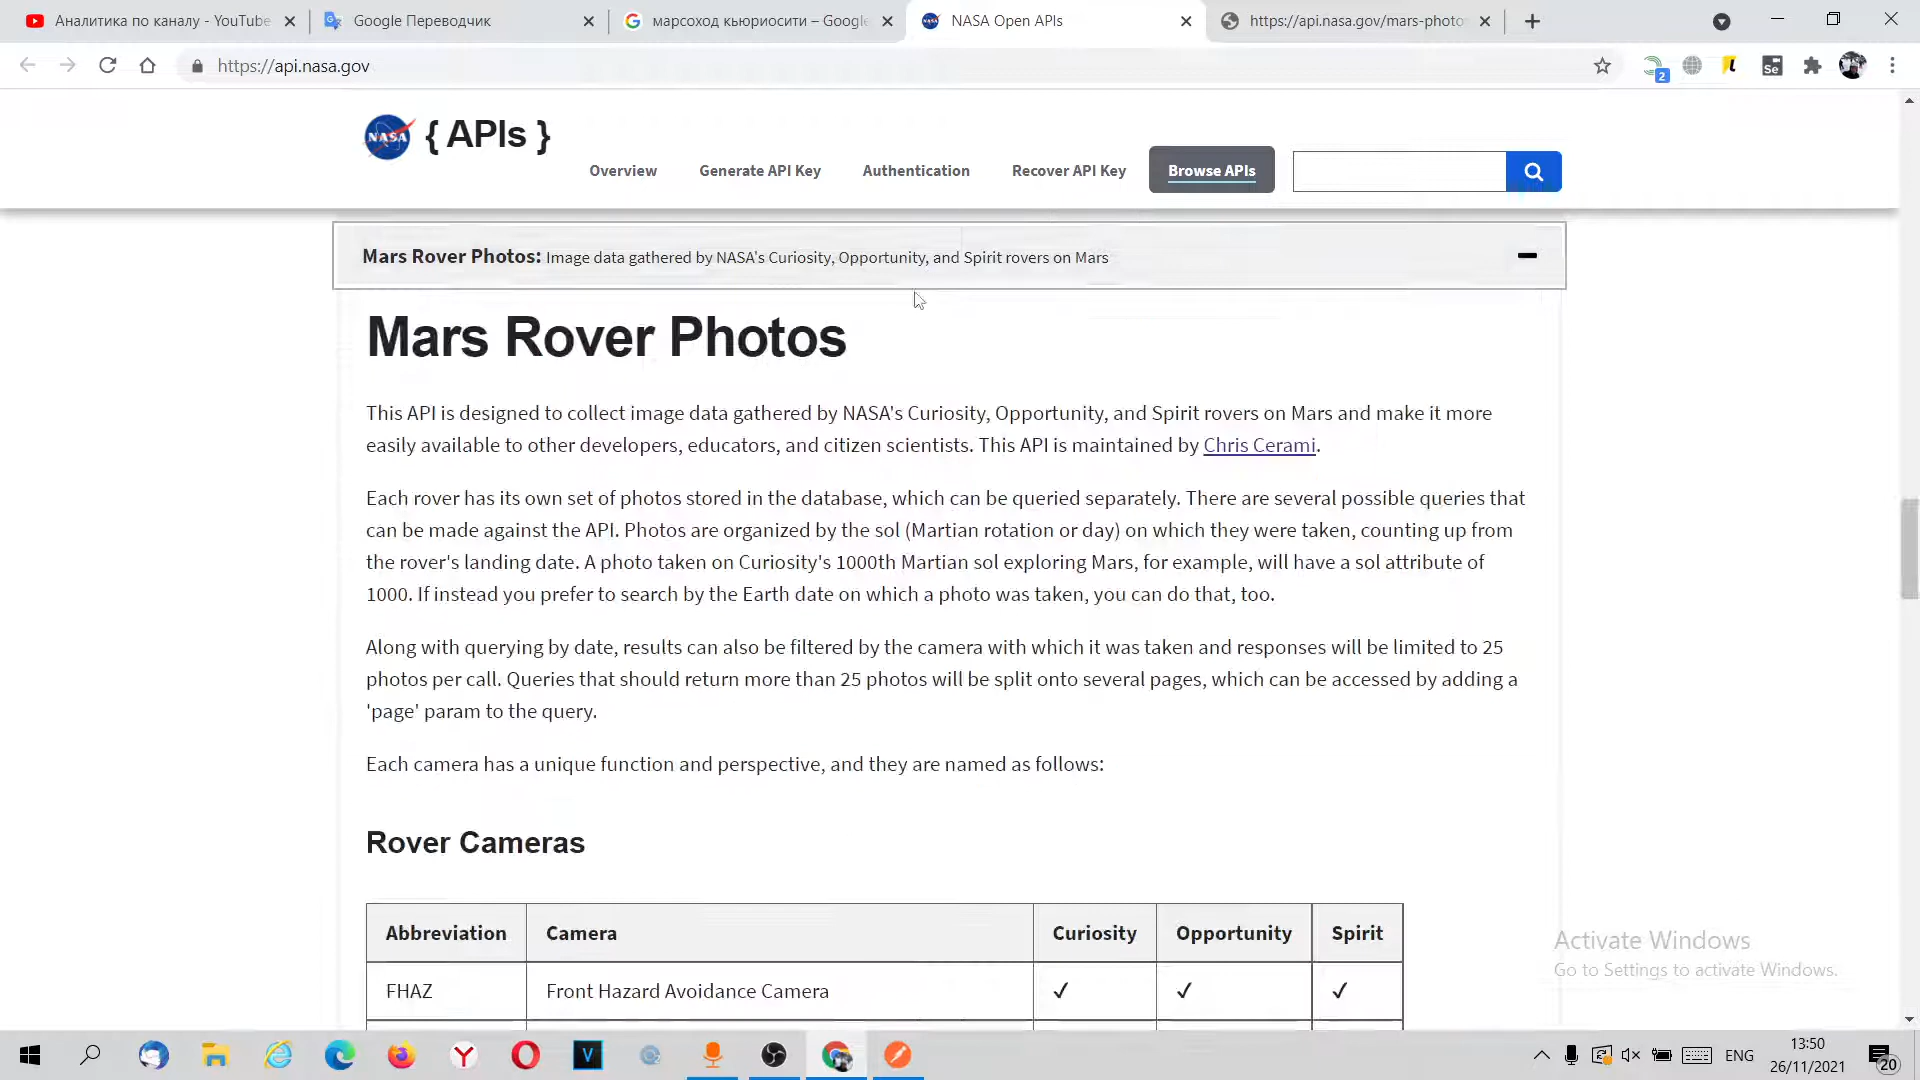 Аналитика по каналу - YouTube
Google Переводчик
марсоход кьюриосити – Google
NASA Open APIs
https://api.nasa.gov/mars-photo
https://api.nasa.gov
2
Se
NASA
{ APIs }
Overview
Generate API Key
Authentication
Recover API Key
Browse APIs
Mars Rover Photos: Image data gathered by NASA's Curiosity, Opportunity, and Spirit rovers on Mars
Mars Rover Photos
This API is designed to collect image data gathered by NASA's Curiosity, Opportunity, and Spirit rovers on Mars and make it more
easily available to other developers, educators, and citizen scientists. This API is maintained by Chris Cerami.
Each rover has its own set of photos stored in the database, which can be queried separately. There are several possible queries that
can be made against the API. Photos are organized by the sol (Martian rotation or day) on which they were taken, counting up from
the rover's landing date. A photo taken on Curiosity's 1000th Martian sol exploring Mars, for example, will have a sol attribute of
1000. If instead you prefer to search by the Earth date on which a photo was taken, you can do that, too.
Along with querying by date, results can also be filtered by the camera with which it was taken and responses will be limited to 25
photos per call. Queries that should return more than 25 photos will be split onto several pages, which can be accessed by adding a
'page' param to the query.
Each camera has a unique function and perspective, and they are named as follows:
Rover Cameras
Abbreviation Camera Curiosity Opportunity Spirit
FHAZ Front Hazard Avoidance Camera ✓ ✓ ✓
Activate Windows
Go to Settings to activate Windows.
ENG
13:50
26/11/2021
20